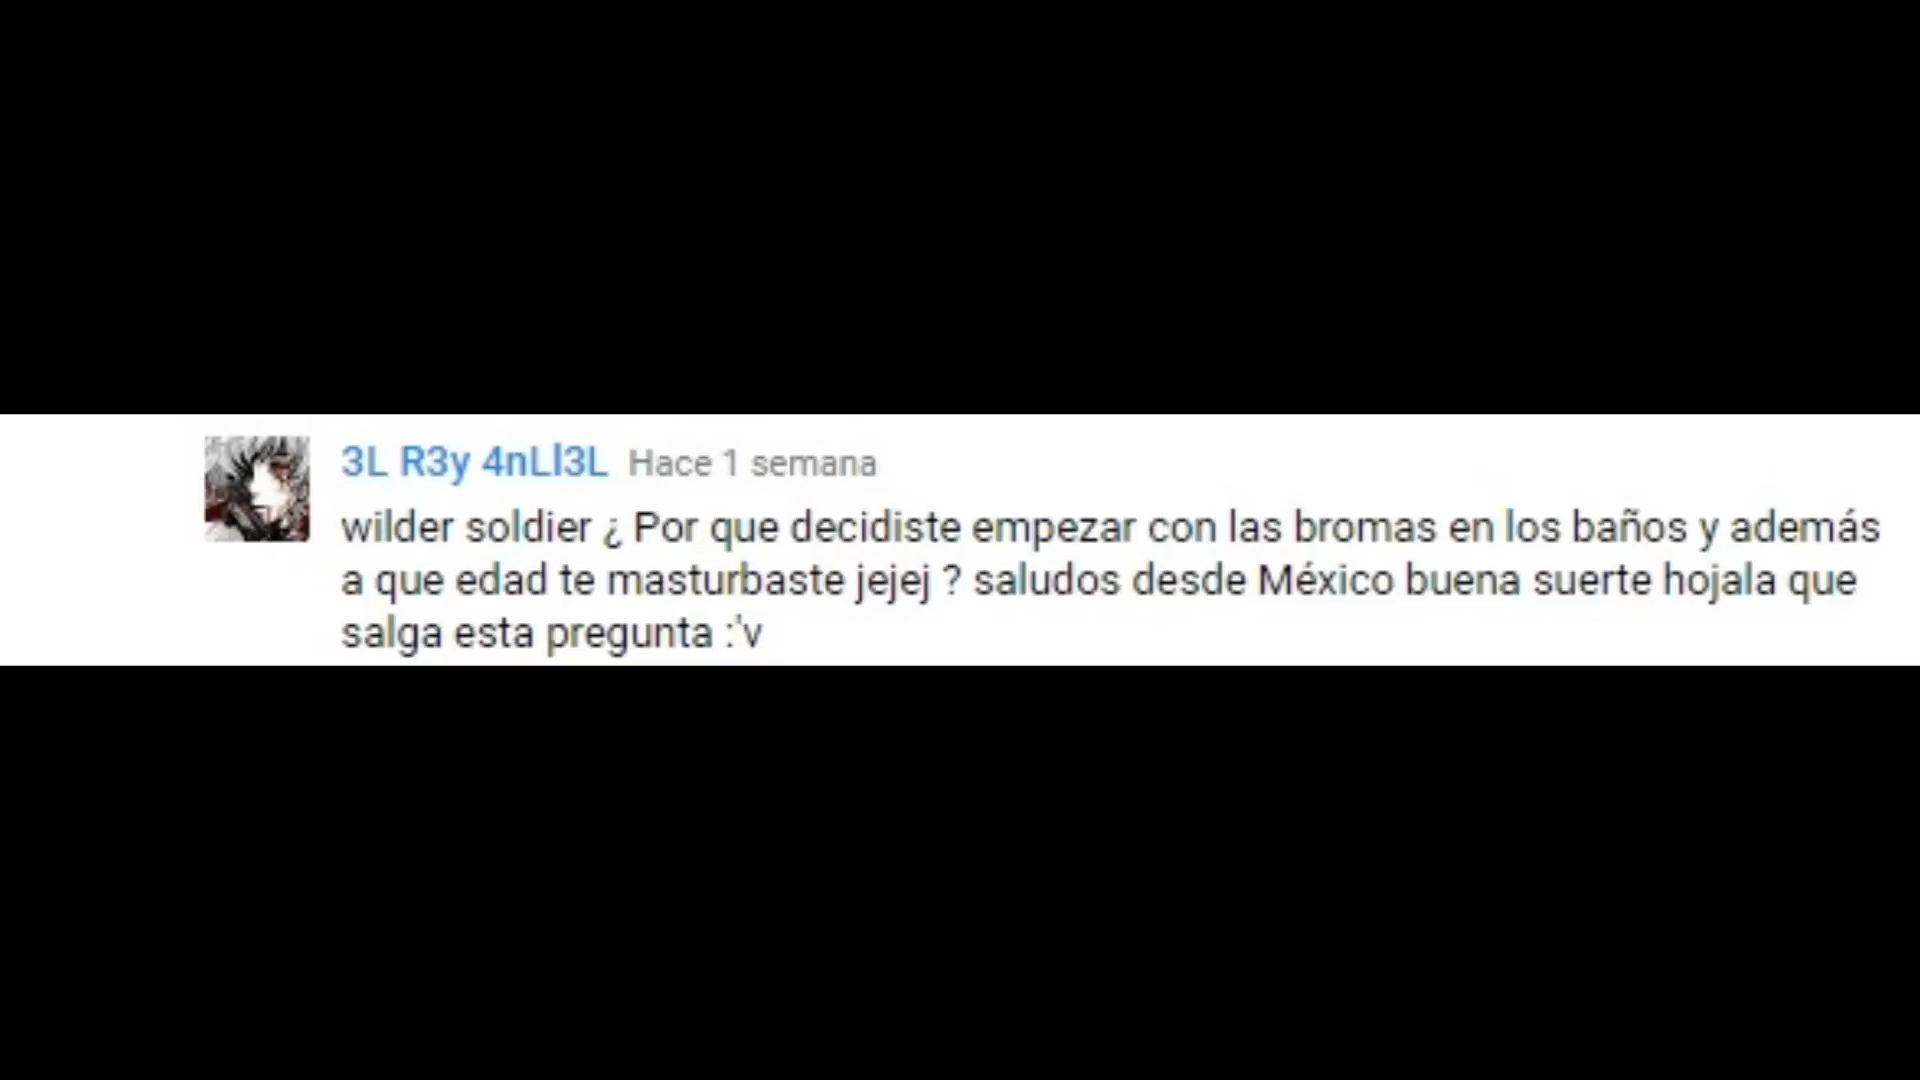 3L R3y 4nLl3L Hace 1 semana
wilder soldier ¿ Por que decidiste empezar con las bromas en los baños y además
a que edad te masturbaste jejej ? saludos desde México buena suerte hojala que
salga esta pregunta :'v